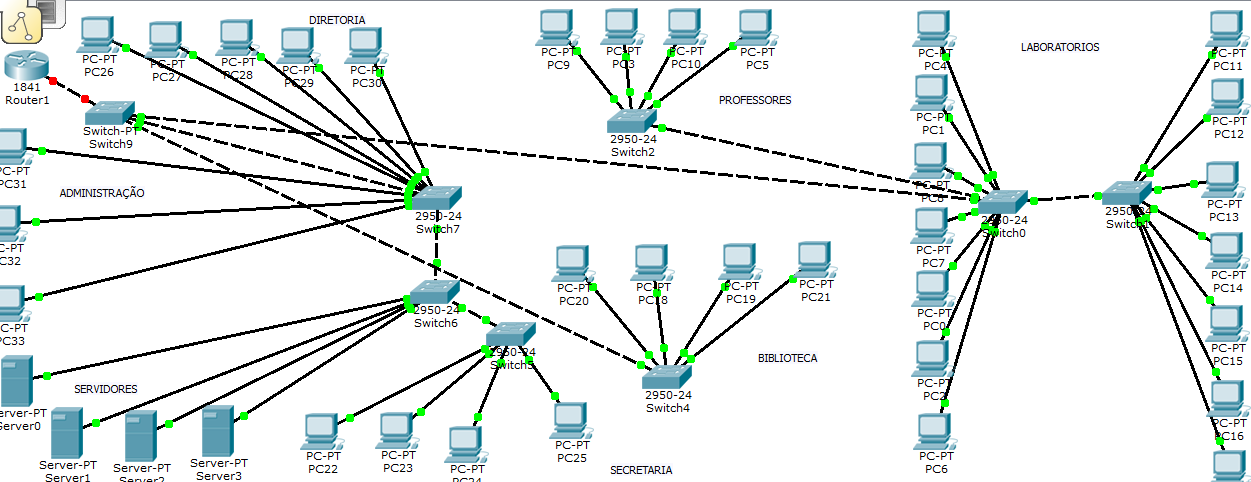 DIRETORIA
PC-PT
PC26
PC-PT
PC27
PC-PT
PC28
PC-PT
PC29
PC-PT
PC30
PC-PT
PC9
PC-PT
PC3
PC-PT
PC10
PC-PT
PC5
PROFESSORES
2950-24
Switch2
LABORATORIOS
PC-PT
PC4
PC-PT
PC1
PC-PT
PC8
PC-PT
PC7
PC-PT
PC0
PC-PT
PC2
PC-PT
PC6
PC-PT
PC11
PC-PT
PC12
PC-PT
PC13
PC-PT
PC14
PC-PT
PC15
PC-PT
PC16
2950-24
Switch0
2950-24
1841
Router1
Switch-PT
Switch9
PC-PT
PC31
ADMINISTRAÇÃO
PC-PT
PC32
PC-PT
PC33
2950-24
Switch7
2950-24
Switch6
2950-24
Switch5
PC-PT
PC20
PC-PT
PC18
PC-PT
PC19
PC-PT
PC21
BIBLIOTECA
2950-24
Switch4
SERVIDORES
Server-PT
Server0
Server-PT
Server1
Server-PT
Server2
Server-PT
Server3
PC-PT
PC22
PC-PT
PC23
PC-PT
PC24
PC-PT
PC25
SECRETARIA